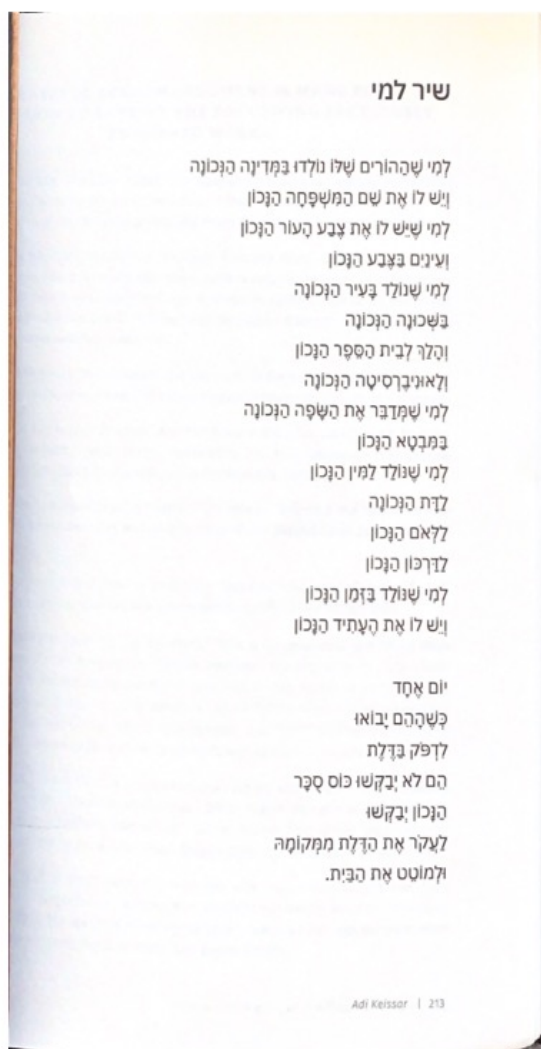 שיר למי
לְמִי שֶׁהַהוֹרִים שֶׁלּוֹ נוֹלְדוּ בַּמְּדִינָה הַנְּכוֹנָה
וְיֵשׁ לוֹ אֶת שֵׁם הַמִּשְׁפָּחָה הַנָּכוֹן
לְמִי שֶׁיֵּשׁ לוֹ אֶת צֶבַע הָעוֹר הַנָּכוֹן
וְעֵינַיִם בַּצֶּבַע הַנָּכוֹן
לְמִי שֶׁנּוֹלַד בָּעִיר הַנְּכוֹנָה
בַּשְּׁכוּנָה הַנְּכוֹנָה
וְהָלַךְ לְבֵית הַסֵּפֶר הַנָּכוֹן
וְלָאוּנִיבֶרְסִיטָה הַנְּכוֹנָה
לְמִי שֶׁמְּדַבֵּר אֶת הַשָּׂפָה הַנְּכוֹנָה
בַּמִּבְטָא הַנָּכוֹן
לְמִי שֶׁנּוֹלַד לַמִּין הַנָּכוֹן
לַדָּת הַנְּכוֹנָה
לַלְּאֹם הַנָּכוֹן
לַדַּרְכּוֹן הַנָּכוֹן
לְמִי שֶׁנּוֹלַד בַּזְּמַן הַנָּכוֹן
וְיֵשׁ לוֹ אֶת הֶעָתִיד הַנָּכוֹן
יוֹם אֶחָד
כְּשֶׁהָהֵם יָבוֹאוּ
לִדְפֹּק בַּדֶּלֶת
הֵם לֹא יְבַקְּשׁוּ כּוֹס סֻכָּר
הַנָּכוֹן יְבַקְּשׁוּ
לַעֲקֹר אֶת הַדֶּלֶת מִמְּקוֹמָהּ
וּלְמוֹטֵט אֶת הַבַּיִת.
Adi Keissar | 213